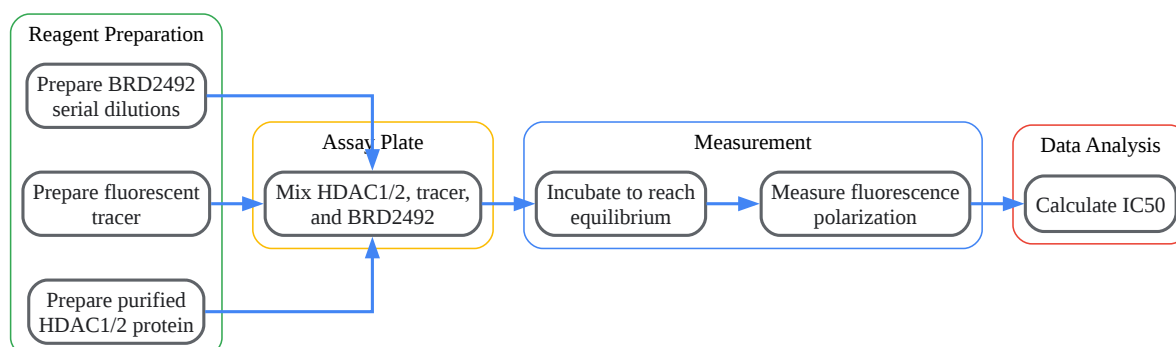 Reagent Preparation
Prepare BRD2492
serial dilutions
Prepare fluorescent
tracer
Prepare purified
HDAC1/2 protein
Assay Plate
Mix HDAC1/2, tracer,
and BRD2492
Measurement
Incubate to reach
equilibrium
Measure fluorescence
polarization
Data Analysis
Calculate IC50